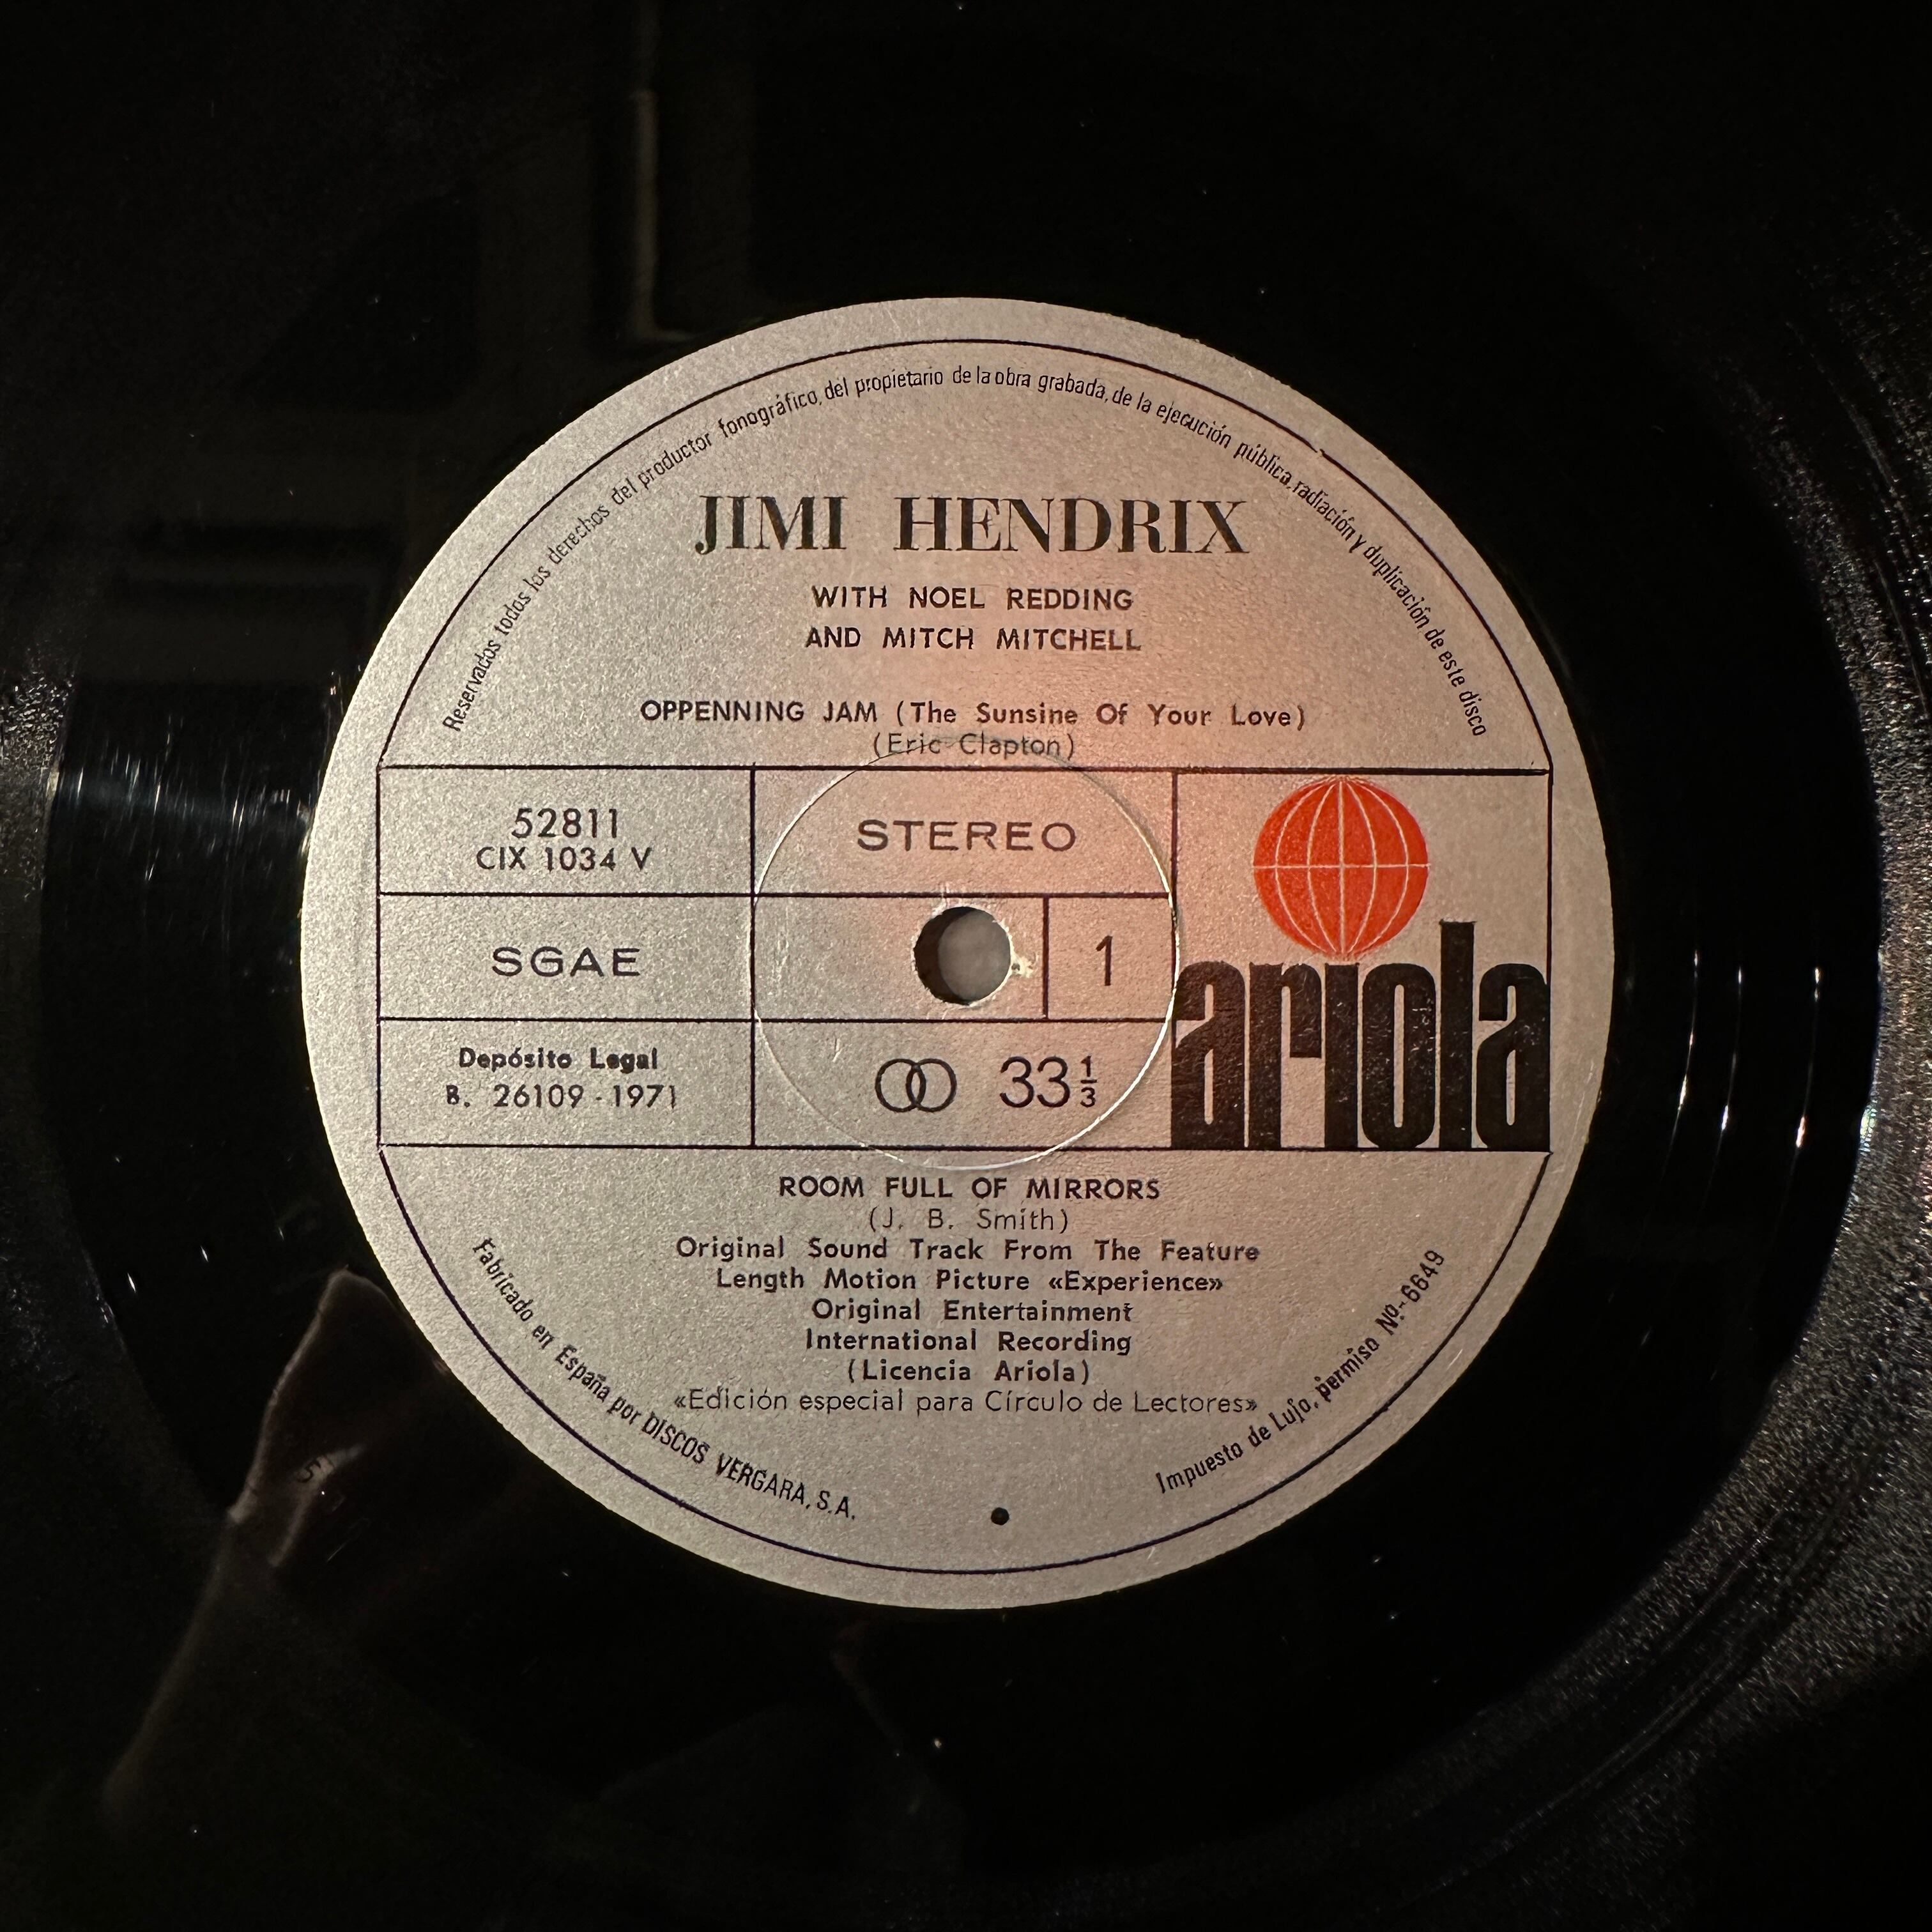 Reservados todos los derechos del productor fonográfico, del propietario de la obra grabada, de la ejecución pública, radiación y duplicación de este disco
JIMI HENDRIX
WITH NOEL REDDING
AND MITCH MITCHELL
OPPENNING JAM (The Sunsine Of Your Love)
(Eric Clapton)
52811
CIX 1034 V
STEREO
SGAE
1
ariola
Depósito Legal
B. 26109 - 1971
33 1/3
ROOM FULL OF MIRRORS
(J. B. Smith)
Original Sound Track From The Feature
Length Motion Picture «Experience»
Original Entertainment
International Recording
(Licencia Ariola)
«Edición especial para Círculo de Lectores»
Fabricado en España por DISCOS VERGARA, S.A.
Impuesto de Lujo, permiso Nº.- 6649